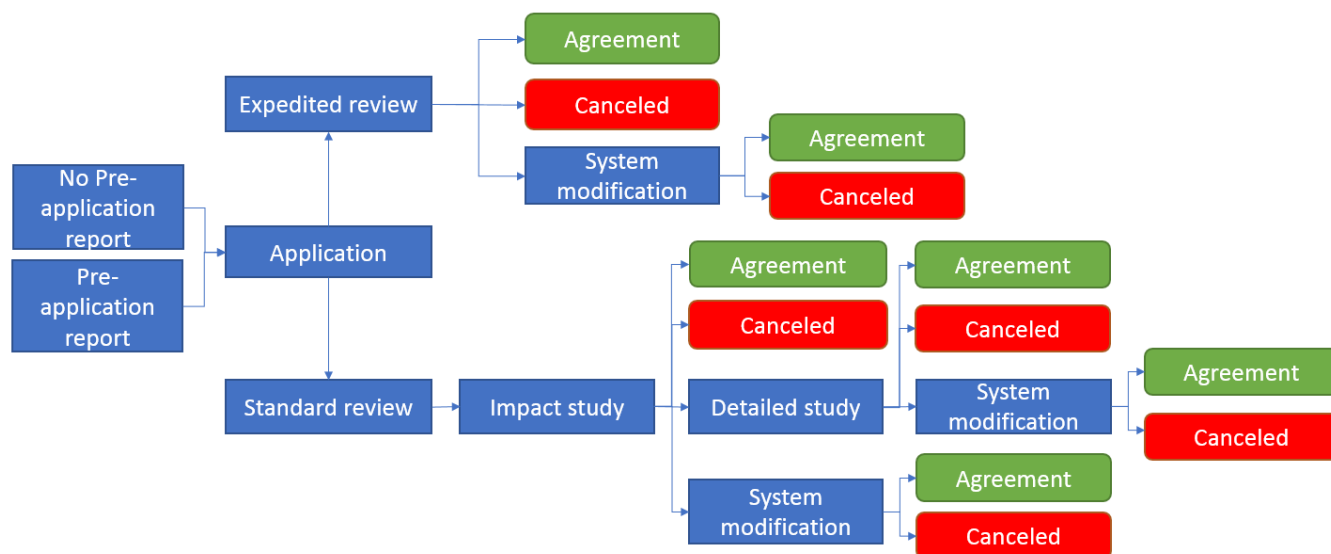 Agreement
Expedited review
Canceled
System
modification
Agreement
Canceled
No Pre-
application
report
Pre-
application
report
Application
Standard review
Impact study
Agreement
Canceled
Detailed study
System
modification
Agreement
Canceled
System
modification
Agreement
Canceled
Agreement
Canceled